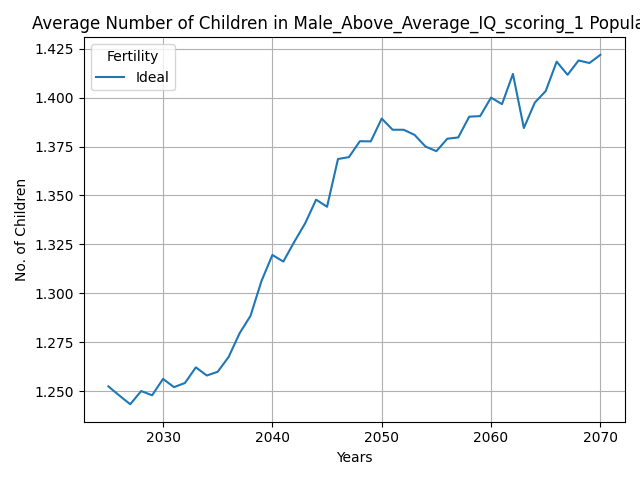 Average Number of Children in Male_Above_Average_IQ_scoring_1 Popula
Fertility
Ideal
1.425
1.400
1.375
1.350
1.325
1.300
1.275
1.250
No. of Children
2030 2040 2050 2060 2070
Years